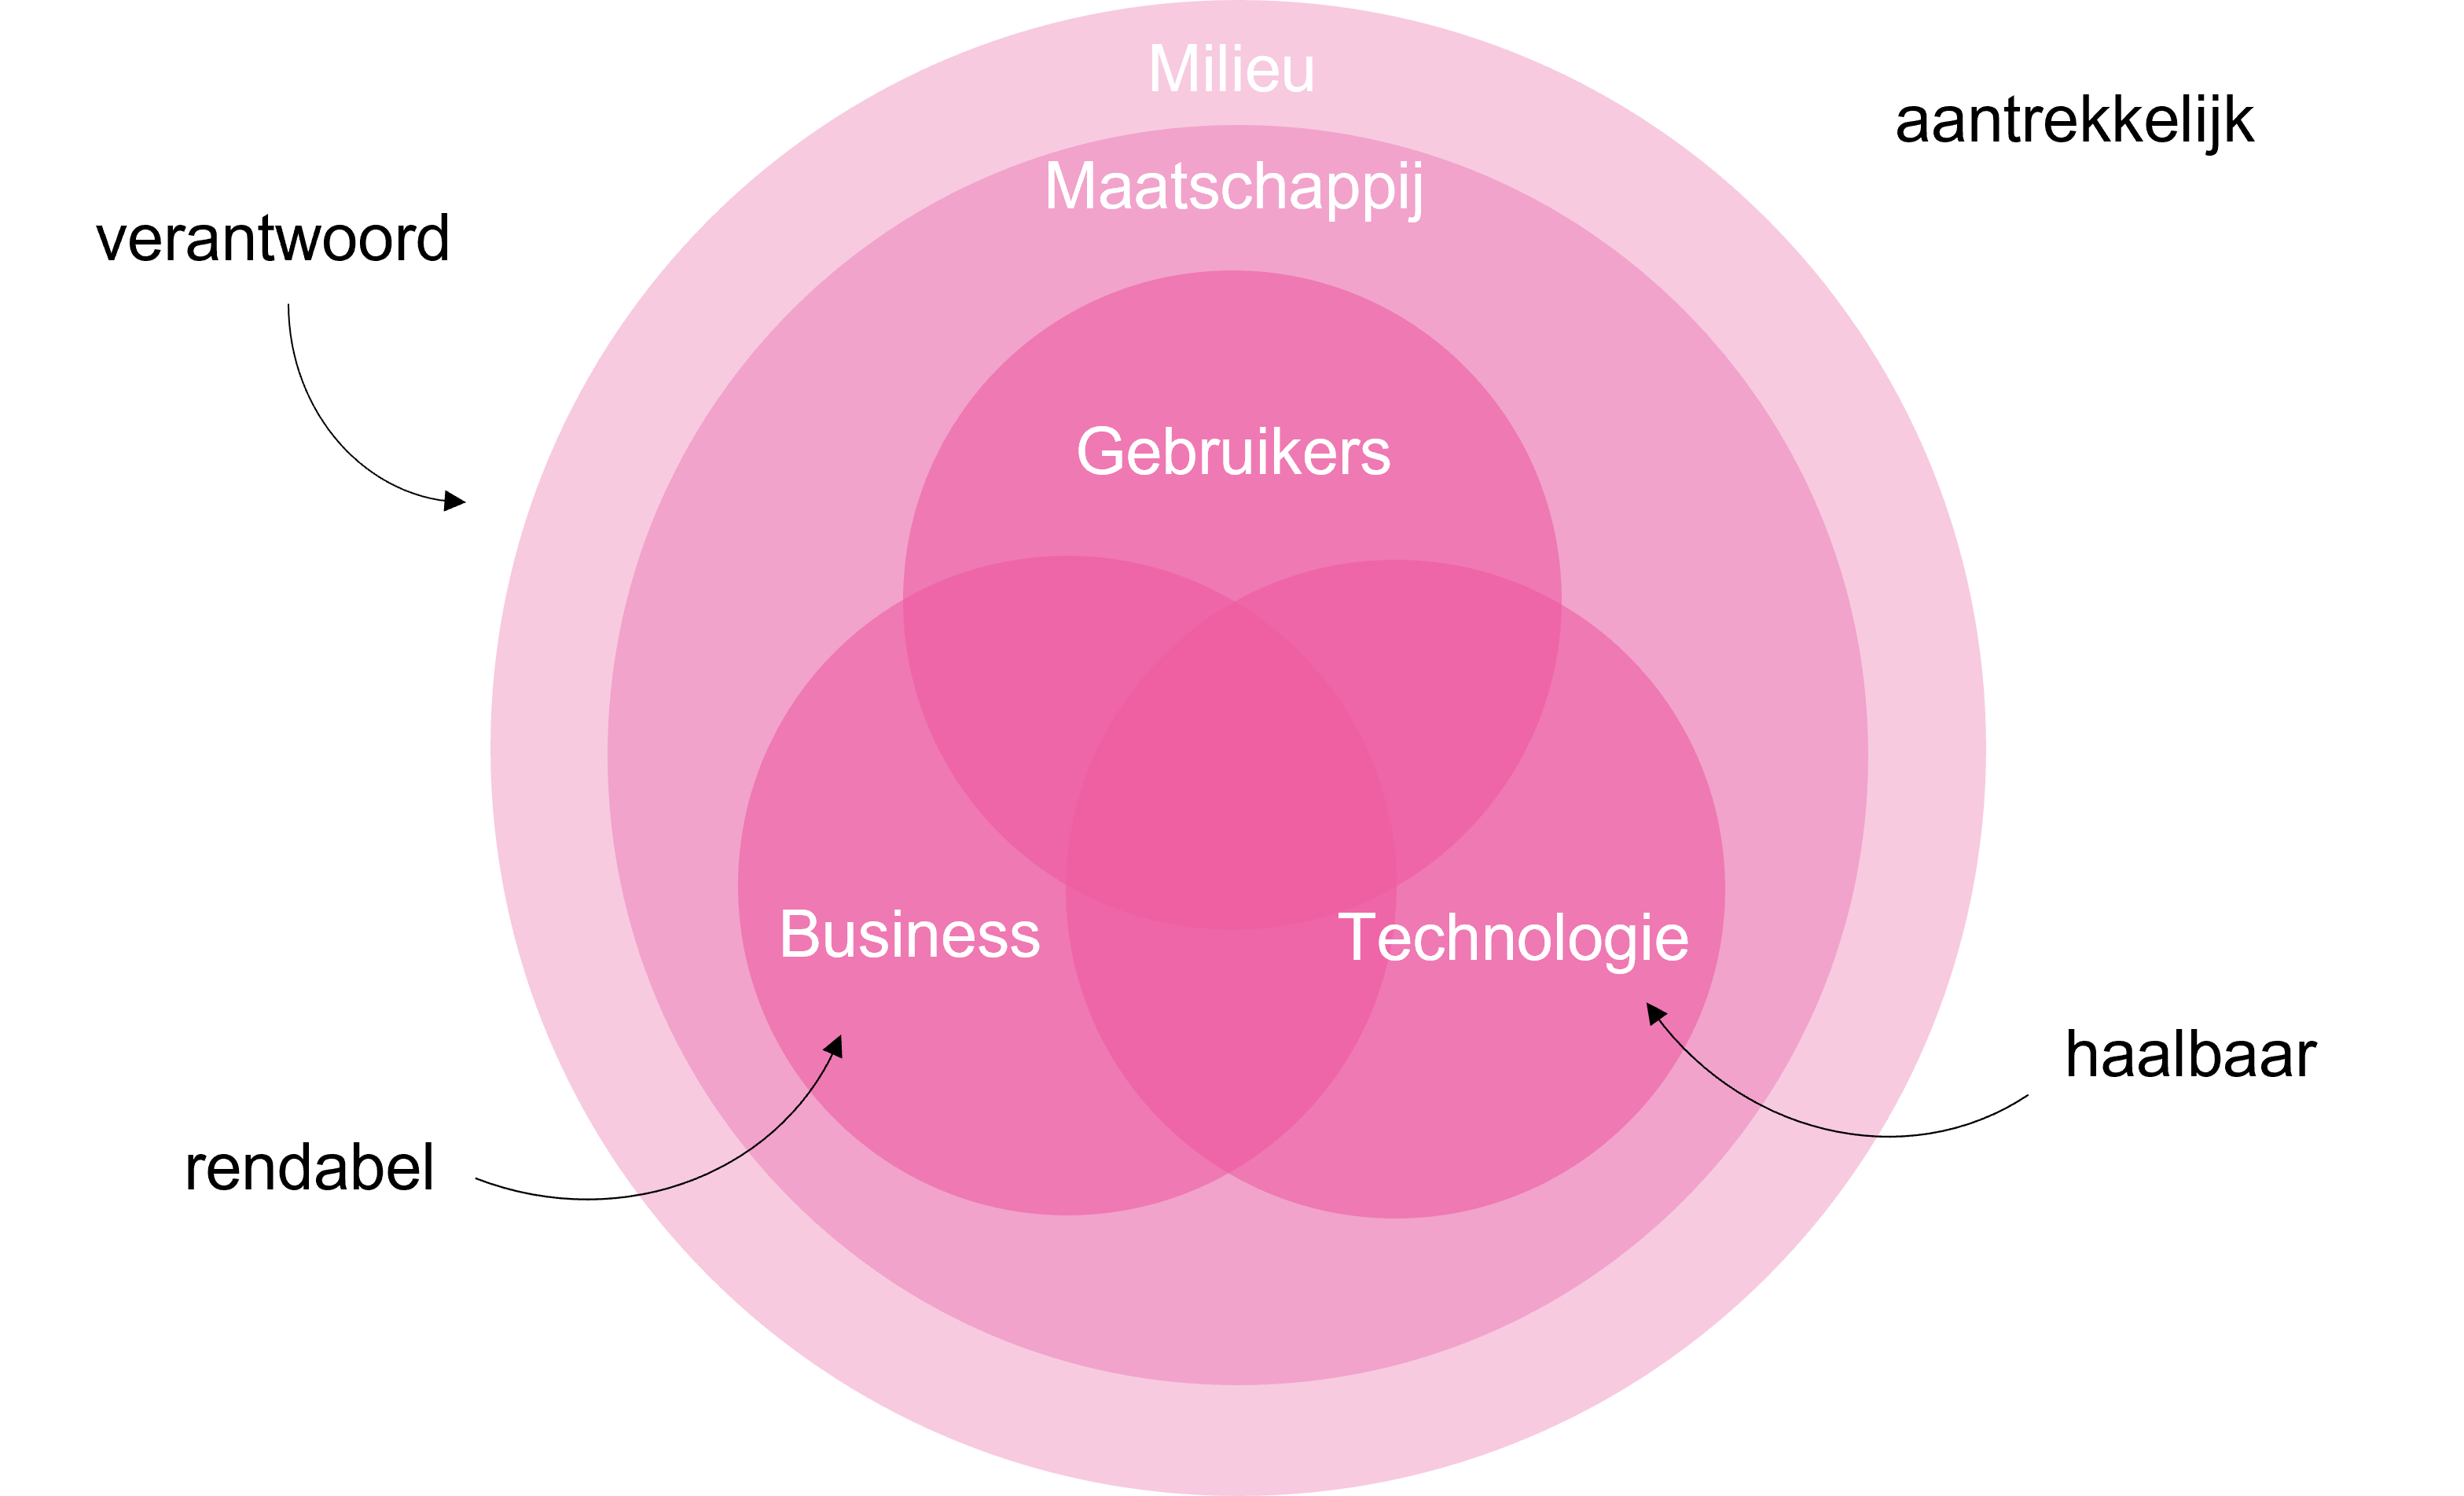 Milieu
aantrekkelijk
Maatschappij
verantwoord
Gebruikers
Business
Technologie
haalbaar
rendabel